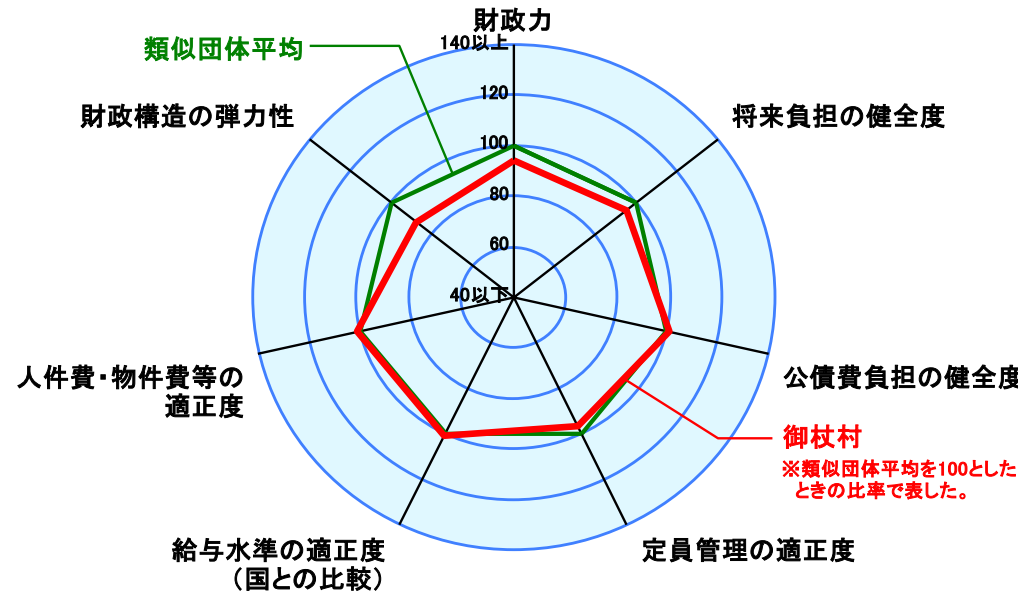 財政力
類似団体平均
140以上
120
100
80
60
40以下
財政構造の弾力性
将来負担の健全度
人件費・物件費等の
適正度
公債費負担の健全度
御杖村
※類似団体平均を100とした
ときの比率で表した。
給与水準の適正度
（国との比較）
定員管理の適正度